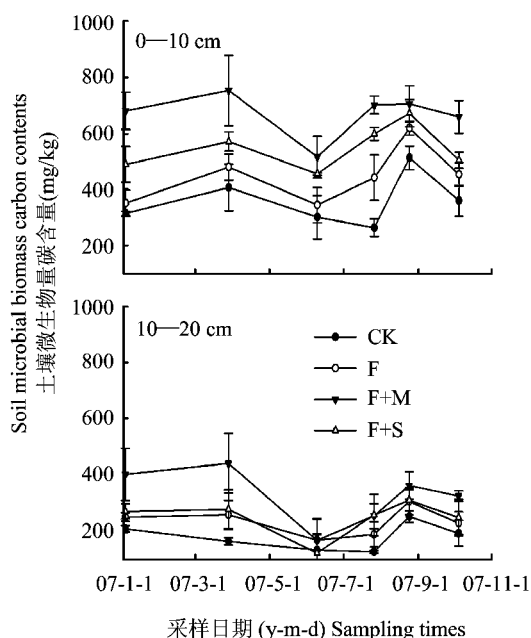 Soil microbial biomass carbon contents
土壤微生物量碳含量(mg/kg)
1000
0—10 cm
800
600
400
200
1000
10—20 cm
800
CK
F
600
F+M
F+S
400
200
07-1-1 07-3-1 07-5-1 07-7-1 07-9-1 07-11-1
采样日期 (y-m-d) Sampling times